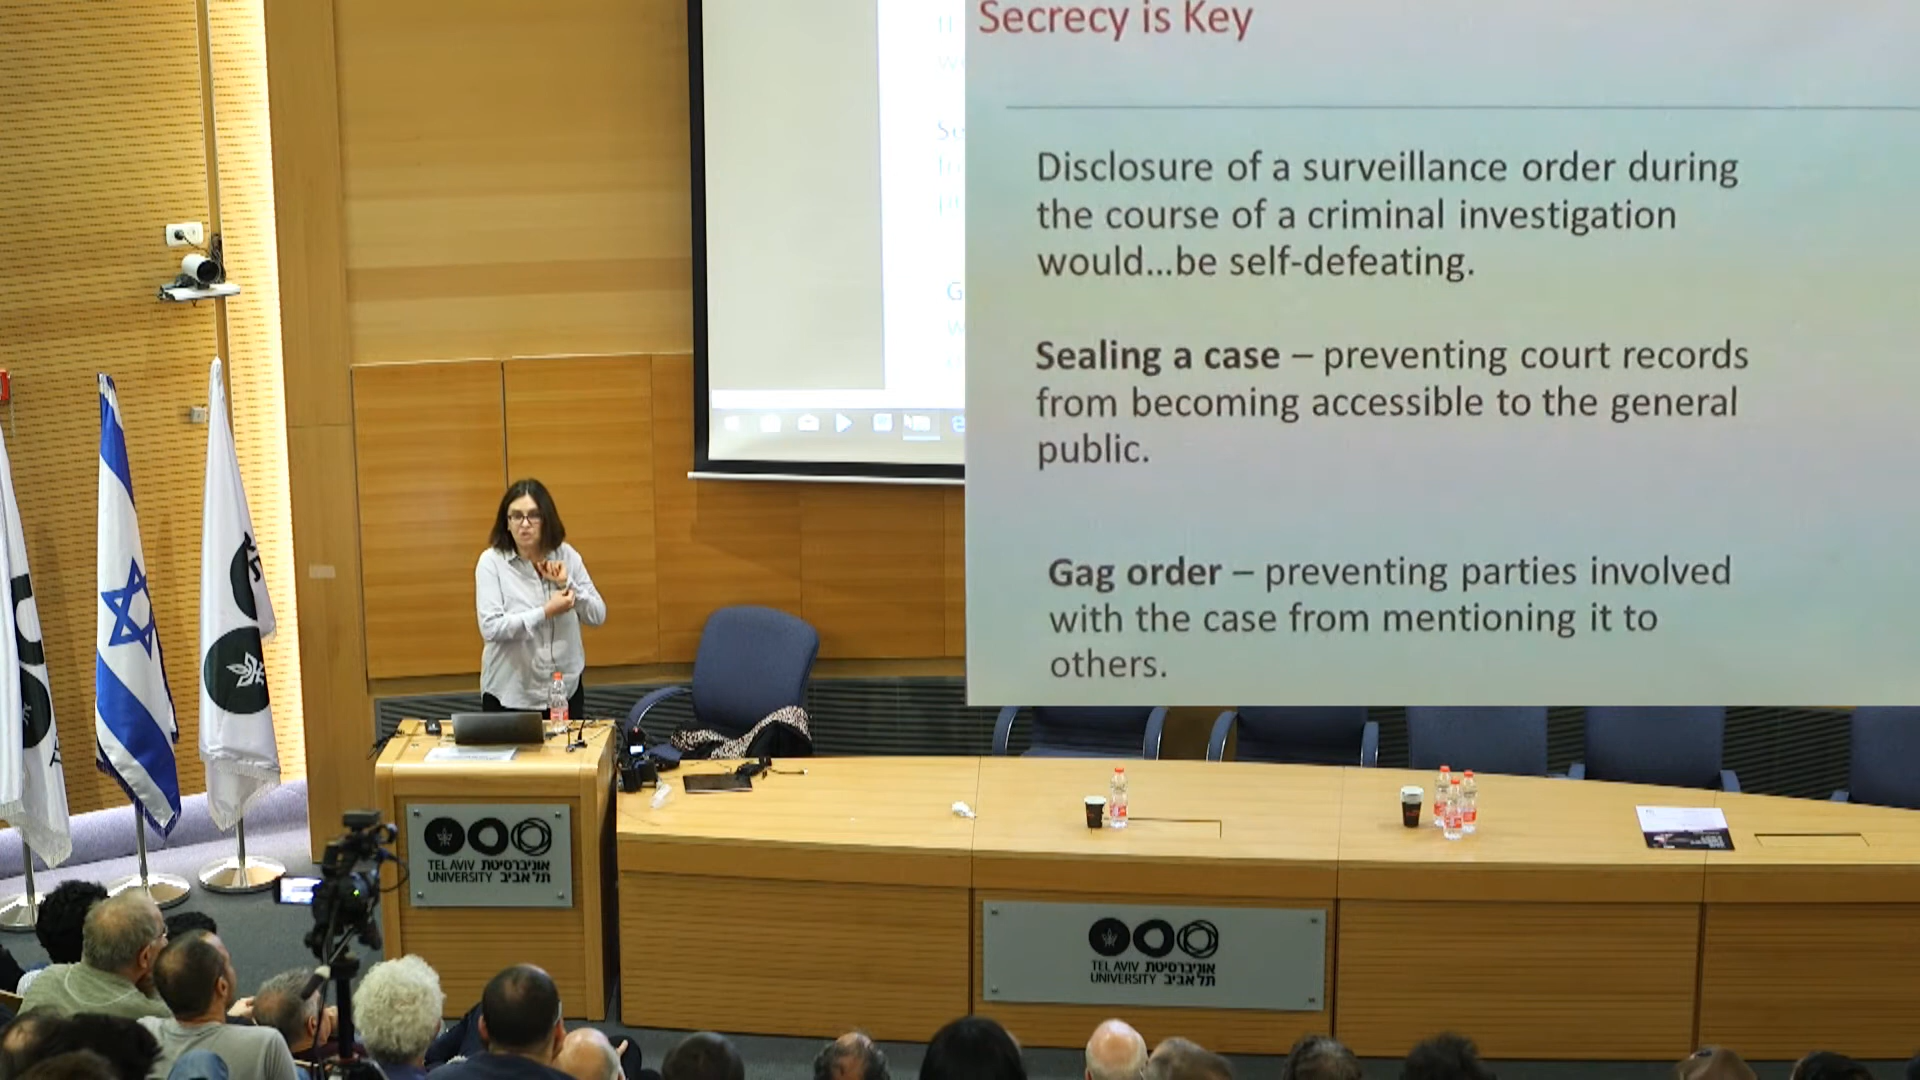 Secrecy is Key
Disclosure of a surveillance order during
the course of a criminal investigation
would...be self-defeating.
Sealing a case – preventing court records
from becoming accessible to the general
public.
Gag order – preventing parties involved
with the case from mentioning it to
others.
TEL AVIV אוניברסיטת
UNIVERSITY תל אביב
TEL AVIV אוניברסיטת
UNIVERSITY תל אביב